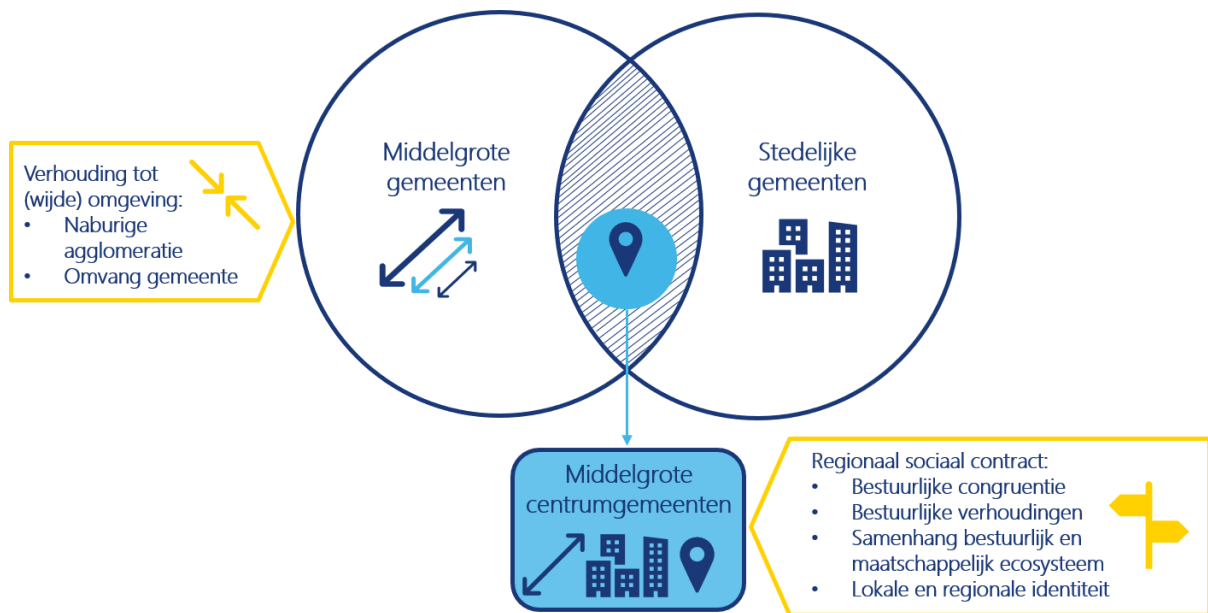 Middelgrote
gemeenten
Stedelijke
gemeenten
Verhouding tot
(wijde) omgeving:
• Naburige
agglomeratie
• Omvang gemeente
Middelgrote
centrumgemeenten
Regionaal sociaal contract:
• Bestuurlijke congruentie
• Bestuurlijke verhoudingen
• Samenhang bestuurlijk en
maatschappelijk ecosysteem
• Lokale en regionale identiteit